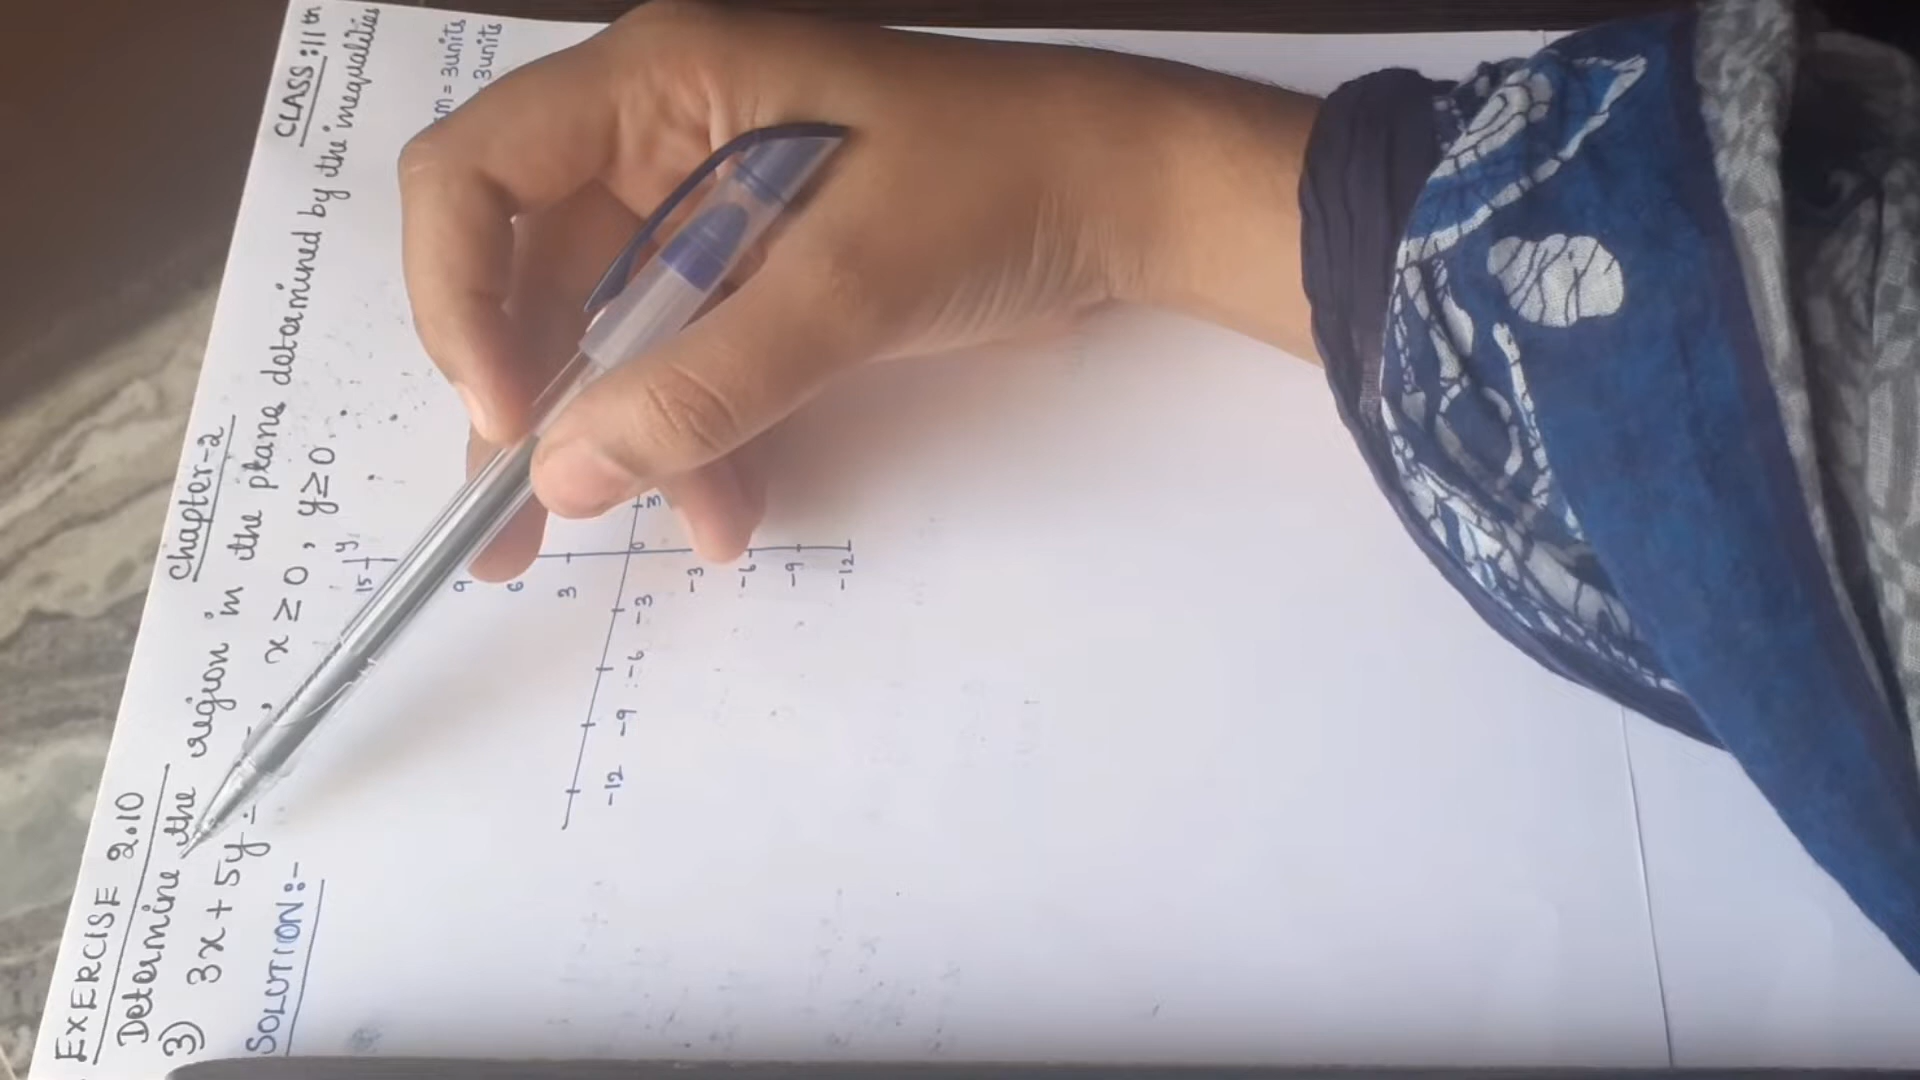 EXERCISE 2.10 Chapter-2 CLASS:11th
Determine the region in the plane determined by the inequalities
3) 3x + 5y , x ≥ 0, y ≥ 0
SOLUTION:-
m = 3units
3units
y
15
9
6
3
0
3
-3
-6
-9
-12
-3
-6
-9
-12